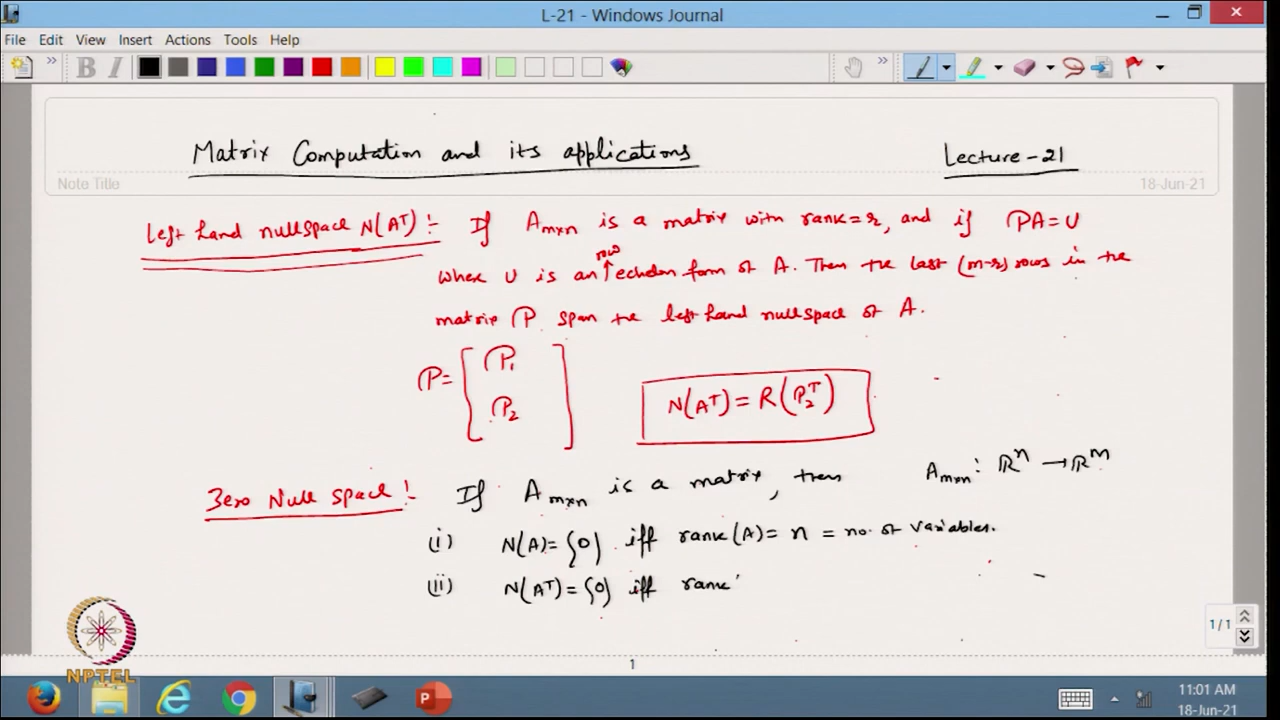 L-21 - Windows Journal
File Edit View Insert Actions Tools Help
Matrix Computation and its applications Lecture-21
Note Title 18-Jun-21
Left hand nullspace N(Aᵀ):- If Aₘₓₙ is a matrix with rank=r, and if PA=U
where U is an row echelon form of A. Then the last (m-r) rows in the
matrix P span the left hand nullspace of A.
P= [P₁
P₂] N(Aᵀ) = R(P₂ᵀ)
Zero Null space:- If Aₘₓₙ is a matrix, then Aₘₓₙ : ℝⁿ → ℝᵐ
(i) N(A)= {0} iff rank(A)= n = no. of variables.
(ii) N(Aᵀ)= {0} iff rank
1 / 1
1
NPTEL
11:01 AM
18-Jun-21